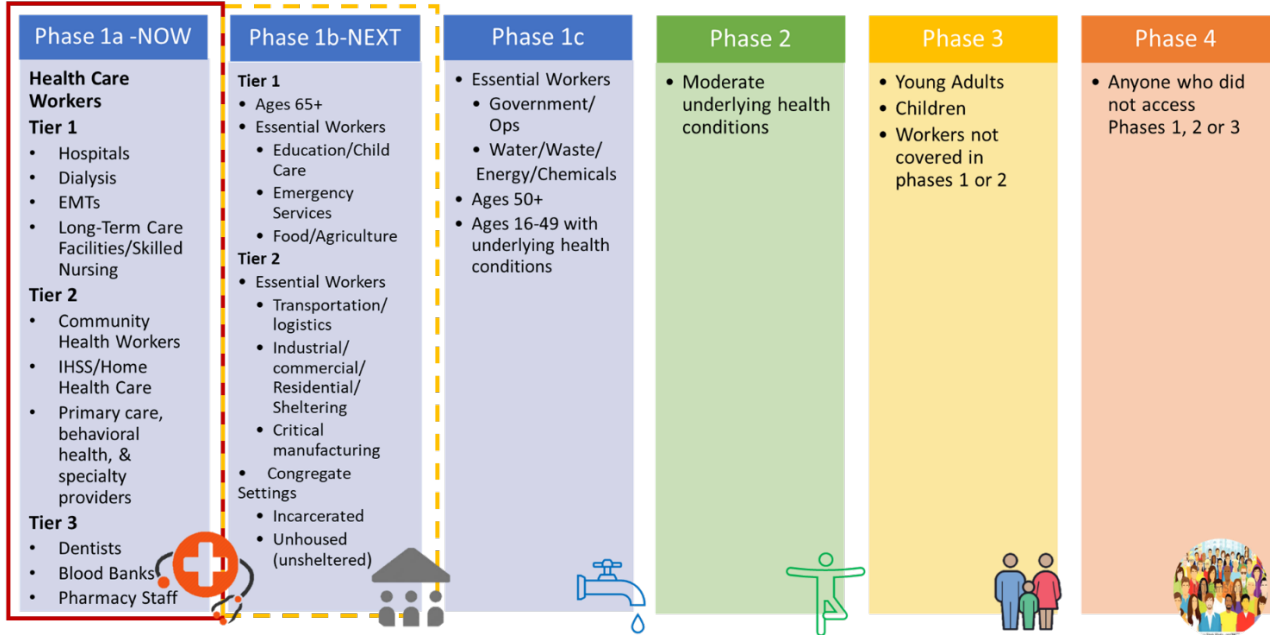 Phase 1a -NOW
Health Care
Workers
Tier 1
• Hospitals
• Dialysis
• EMTs
• Long-Term Care
Facilities/Skilled
Nursing
Tier 2
• Community
Health Workers
• IHSS/Home
Health Care
• Primary care,
behavioral
health, &
specialty
providers
Tier 3
• Dentists
• Blood Banks
• Pharmacy Staff
Phase 1b-NEXT
Tier 1
• Ages 65+
• Essential Workers
• Education/Child
Care
• Emergency
Services
• Food/Agriculture
Tier 2
• Essential Workers
• Transportation/
logistics
• Industrial/
commercial/
Residential/
Sheltering
• Critical
manufacturing
• Congregate
Settings
• Incarcerated
• Unhoused
(unsheltered)
Phase 1c
• Essential Workers
• Government/
Ops
• Water/Waste/
Energy/Chemicals
• Ages 50+
• Ages 16-49 with
underlying health
conditions
Phase 2
• Moderate
underlying health
conditions
Phase 3
• Young Adults
• Children
• Workers not
covered in
phases 1 or 2
Phase 4
• Anyone who did
not access
Phases 1, 2 or 3